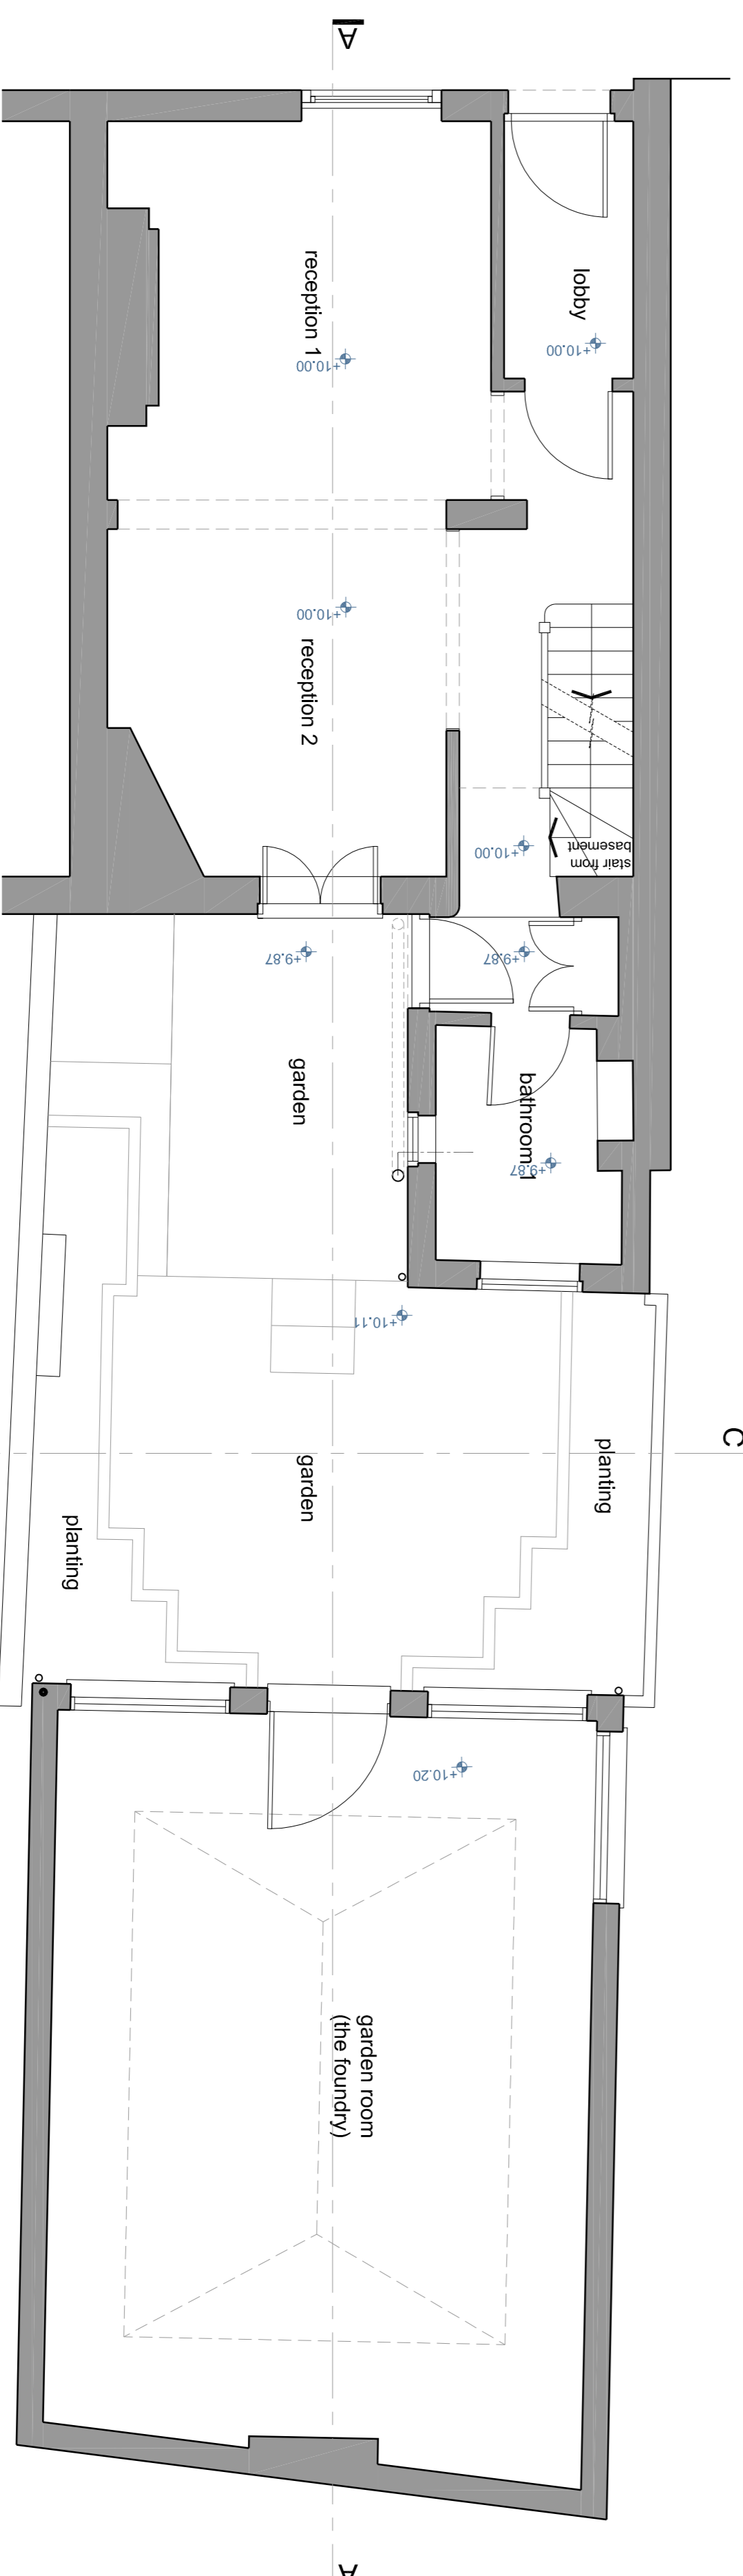 A
lobby
+10.00
reception 1
+10.00
+10.00
reception 2
+10.00
stair from
basement
+9.87
+9.87
garden
bathroom 1
+9.87
+10.11
C
planting
garden
planting
+10.20
garden room
(the foundry)
A